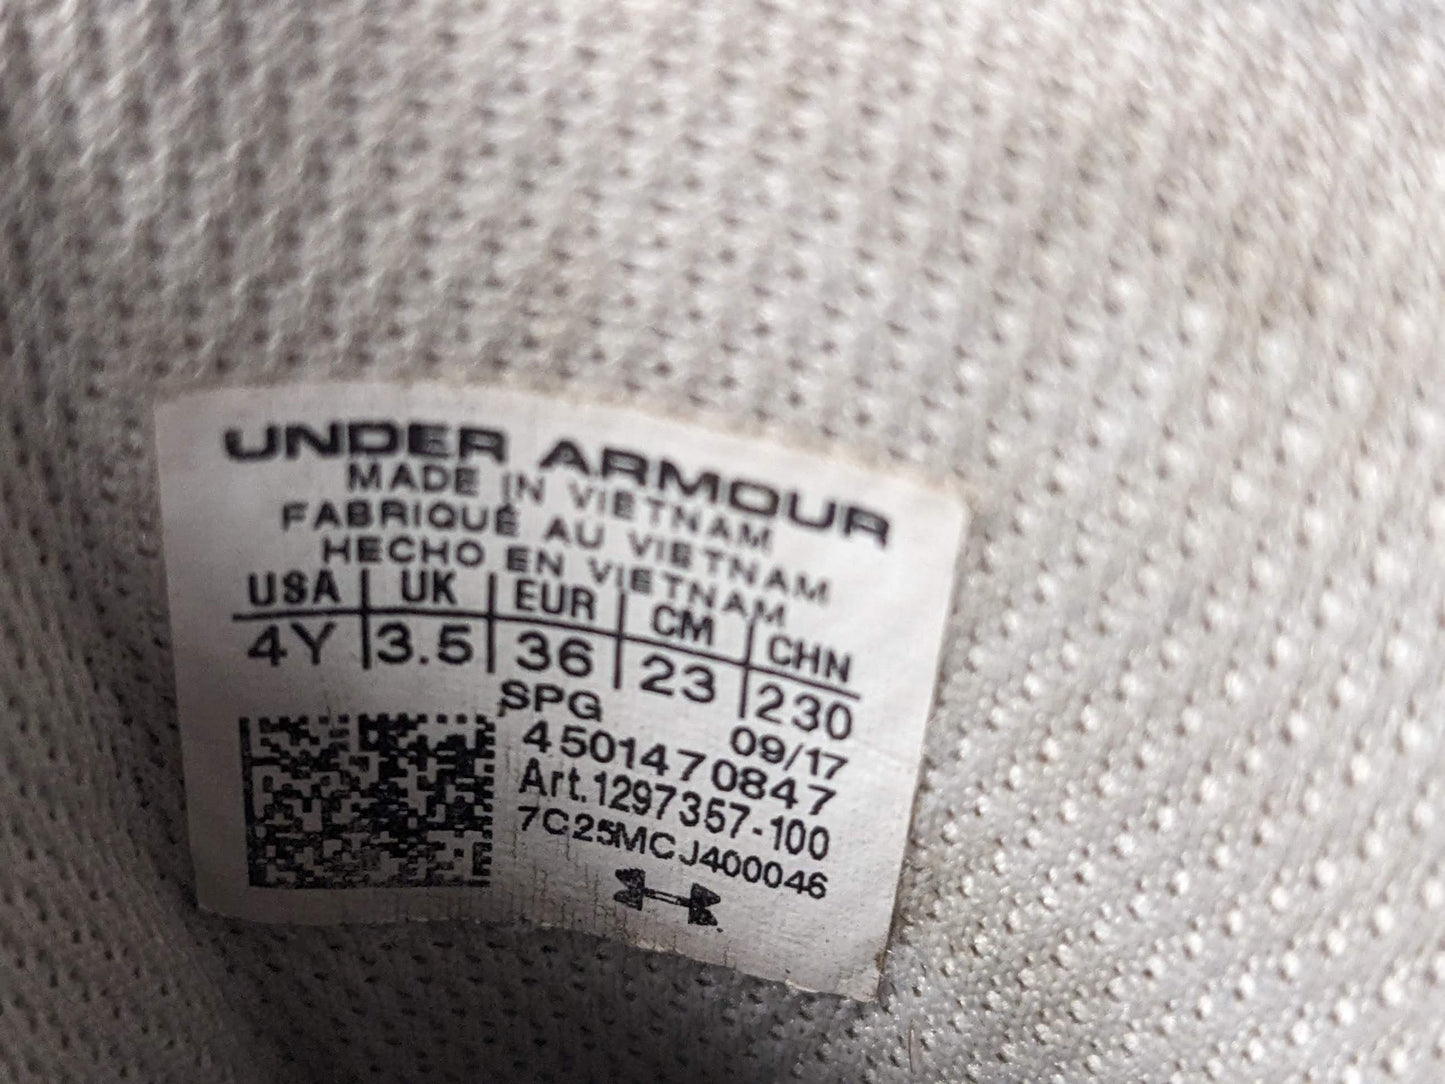 UNDER ARMOUR
MADE IN VIETNAM
FABRIQUÉ AU VIETNAM
HECHO EN VIETNAM
USA | UK | EUR | CM | CHN
4Y | 3.5 | 36 | 23 | 230
SPG 09/17
4501470847
Art.1297357-100
7C25MCJ400046